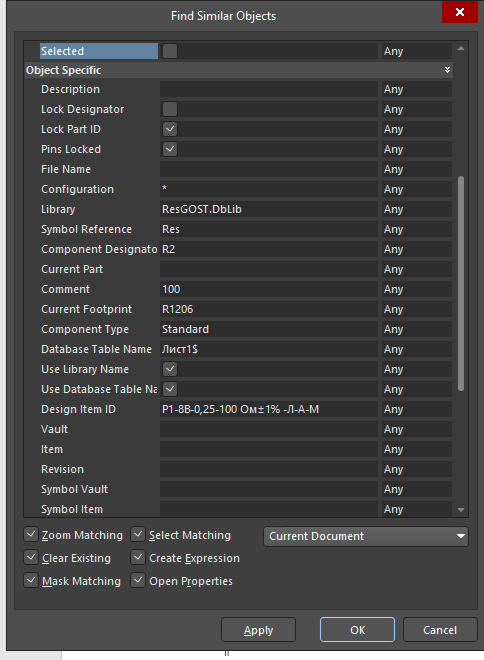 Find Similar Objects
Selected Any
Object Specific
Description Any
Lock Designator Any
Lock Part ID Any
Pins Locked Any
File Name Any
Configuration * Any
Library ResGOST.DbLib Any
Symbol Reference Res Any
Component Designato R2 Any
Current Part Any
Comment 100 Any
Current Footprint R1206 Any
Component Type Standard Any
Database Table Name Лист1$ Any
Use Library Name Any
Use Database Table Na Any
Design Item ID Р1-8В-0,25-100 Ом±1% -Л-А-М Any
Vault Any
Item Any
Revision Any
Symbol Vault Any
Symbol Item Any
Zoom Matching Select Matching Current Document
Clear Existing Create Expression
Mask Matching Open Properties
Apply OK Cancel